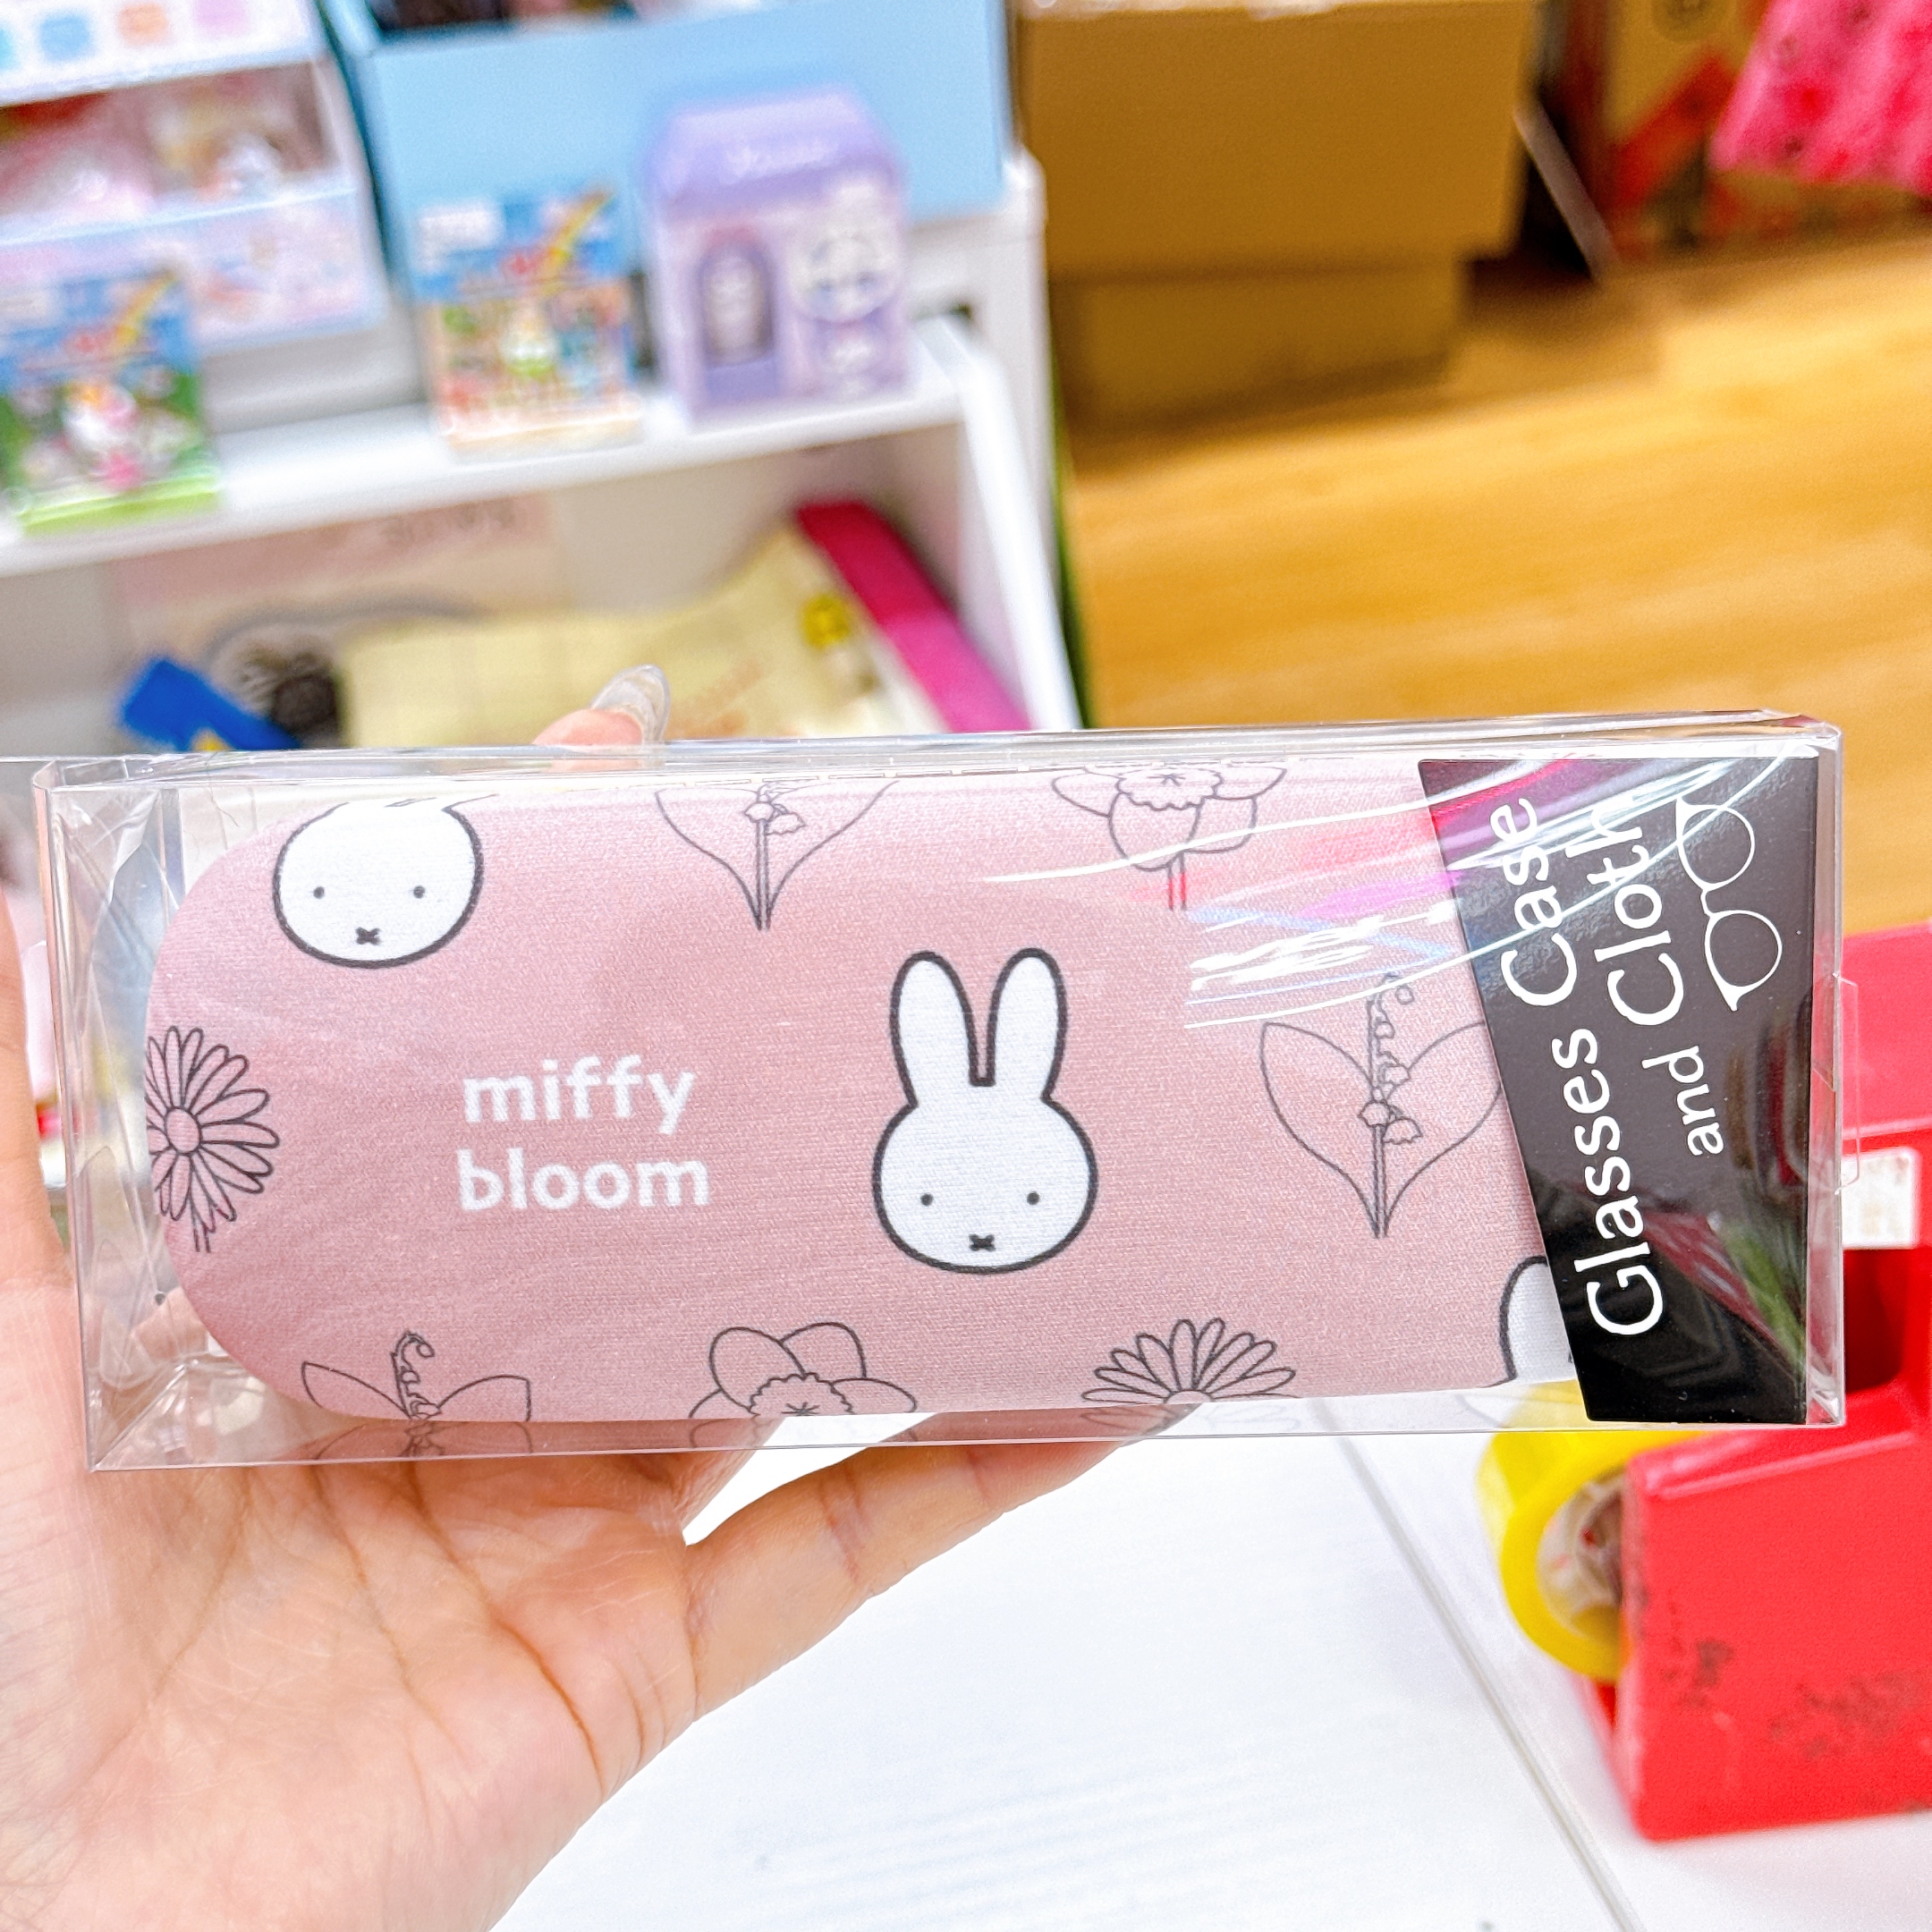 miffy
bloom
Glasses Case
and Cloth